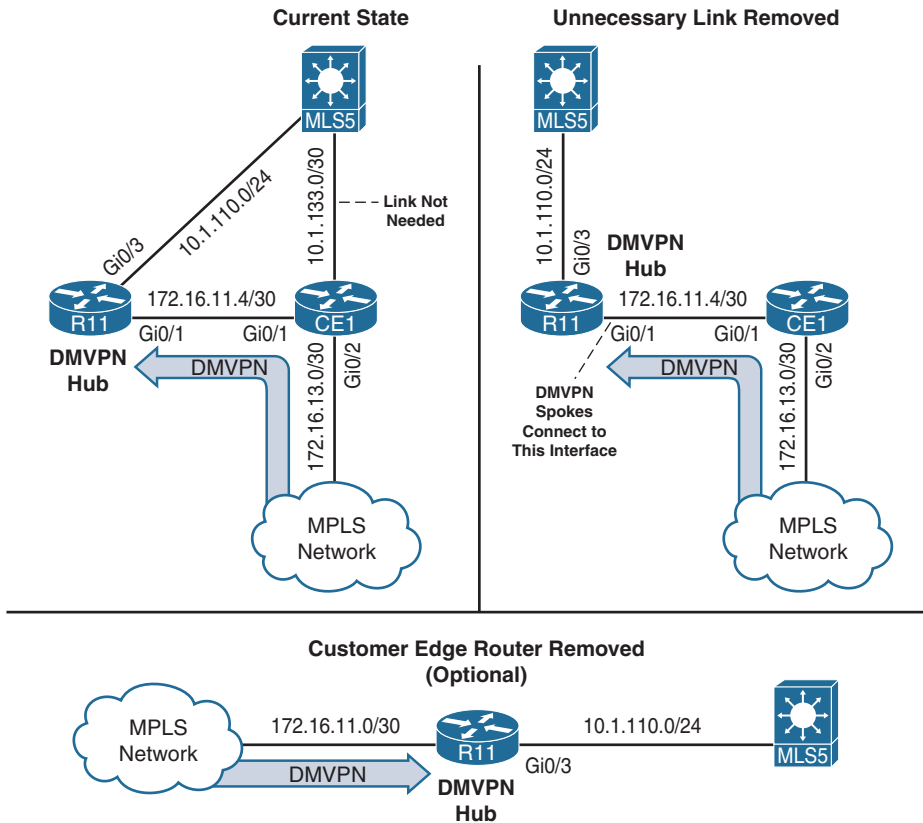 Current State
MLS5
10.1.110.0/24
10.1.133.0/30
Link Not
Needed
Gi0/3
172.16.11.4/30
R11
CE1
Gi0/1
Gi0/1
DMVPN
Hub
DMVPN
172.16.13.0/30
Gi0/2
MPLS
Network
Unnecessary Link Removed
MLS5
10.1.110.0/24
Gi0/3
DMVPN
Hub
172.16.11.4/30
R11
CE1
Gi0/1
Gi0/1
DMVPN
DMVPN
Spokes
Connect to
This Interface
172.16.13.0/30
Gi0/2
MPLS
Network
Customer Edge Router Removed
(Optional)
MPLS
Network
172.16.11.0/30
DMVPN
R11
Gi0/3
DMVPN
Hub
10.1.110.0/24
MLS5